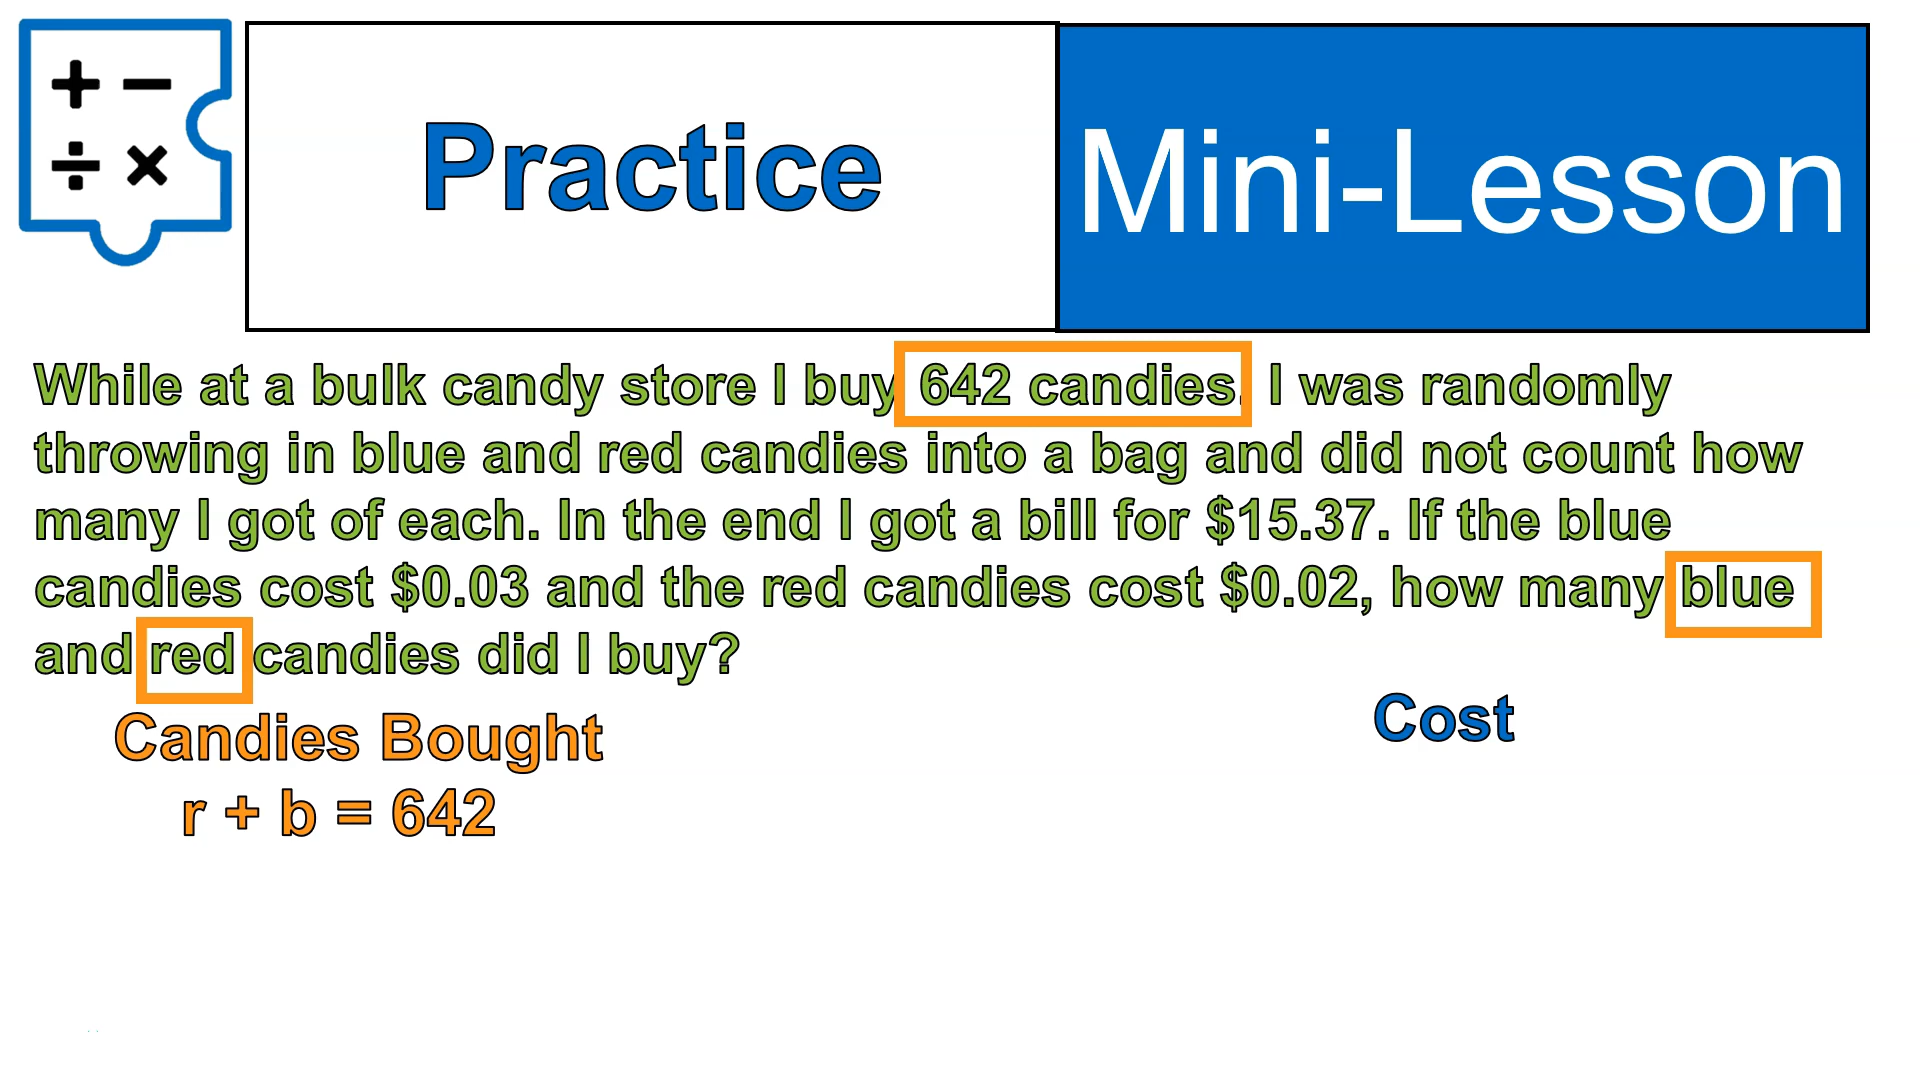 + −
÷ ×
Practice
Mini-Lesson
While at a bulk candy store I buy 642 candies. I was randomly
throwing in blue and red candies into a bag and did not count how
many I got of each. In the end I got a bill for $15.37. If the blue
candies cost $0.03 and the red candies cost $0.02, how many blue
and red candies did I buy?
Candies Bought
Cost
r + b = 642